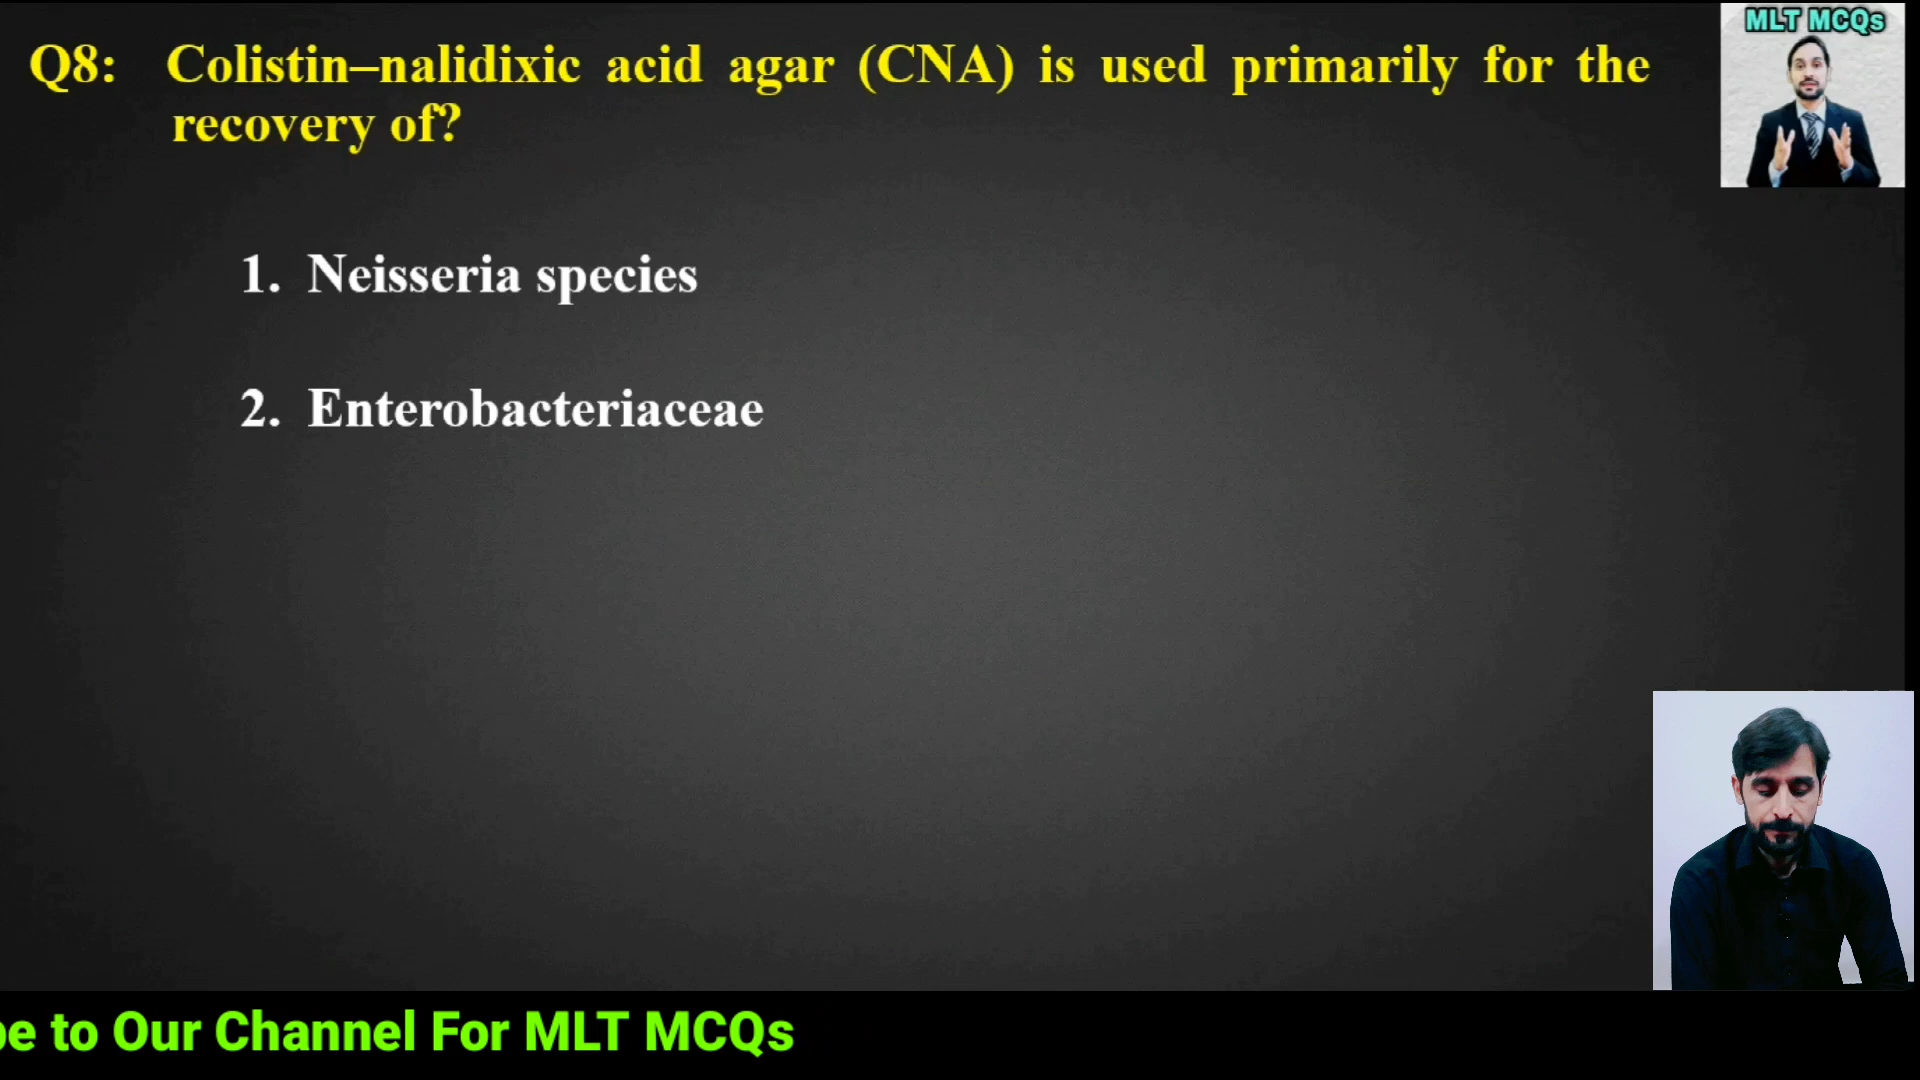 MLT MCQs
Q8: Colistin–nalidixic acid agar (CNA) is used primarily for the
recovery of?
1. Neisseria species
2. Enterobacteriaceae
to Our Channel For MLT MCQs